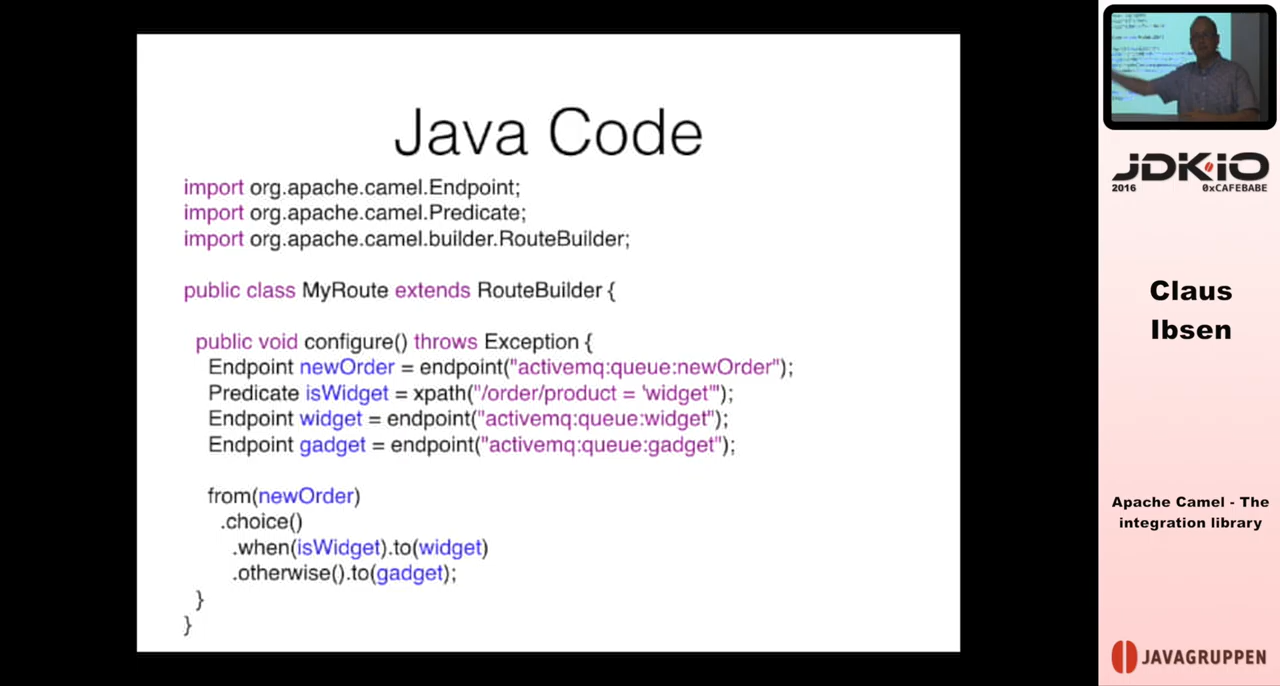 Java Code
import org.apache.camel.Endpoint;
import org.apache.camel.Predicate;
import org.apache.camel.builder.RouteBuilder;
public class MyRoute extends RouteBuilder {
public void configure() throws Exception {
Endpoint newOrder = endpoint("activemq:queue:newOrder");
Predicate isWidget = xpath("/order/product = 'widget'");
Endpoint widget = endpoint("activemq:queue:widget");
Endpoint gadget = endpoint("activemq:queue:gadget");
from(newOrder)
.choice()
.when(isWidget).to(widget)
.otherwise().to(gadget);
}
}
JDK.IO
2016 0xCAFEBABE
Claus
Ibsen
Apache Camel - The
integration library
JAVAGRUPPEN